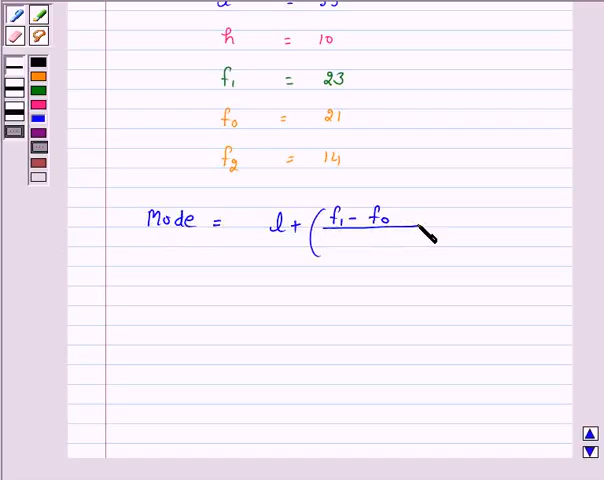 h = 10
f₁ = 23
f₀ = 21
f₂ = 14
Mode = l + ( f₁ - f₀